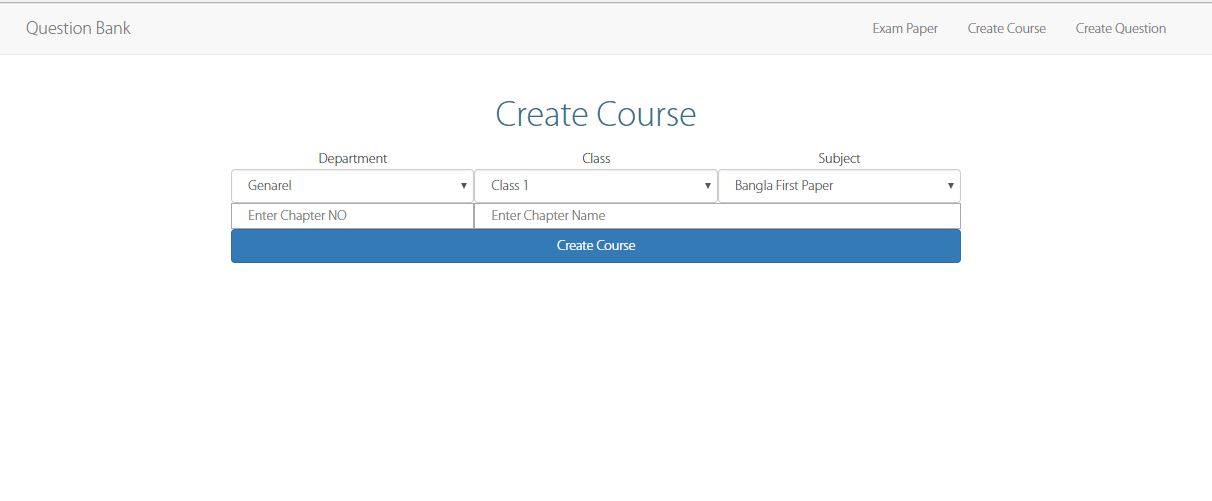 Question Bank Exam Paper Create Course Create Question
Create Course
Department Class Subject
Genarel Class 1 Bangla First Paper
Enter Chapter NO Enter Chapter Name
Create Course